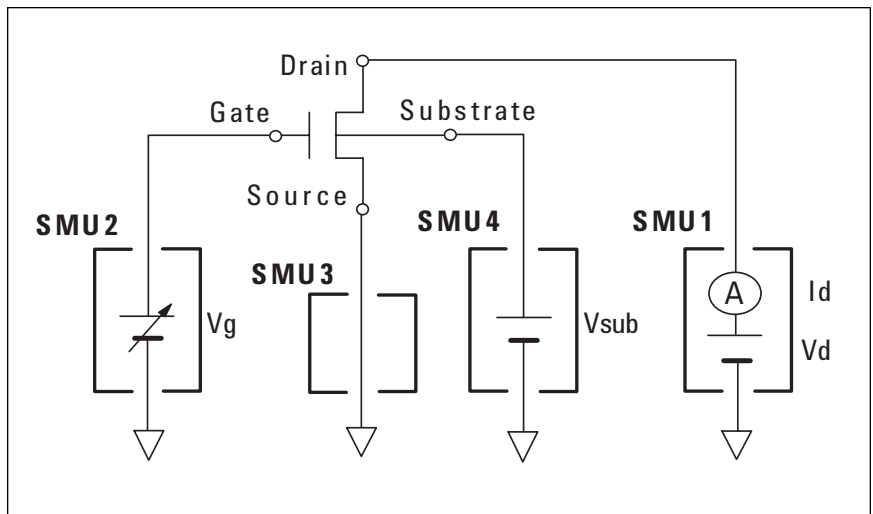 Drain
Gate
Substrate
Source
SMU2
SMU3
SMU4
SMU1
Vg
Vsub
A
Id
Vd